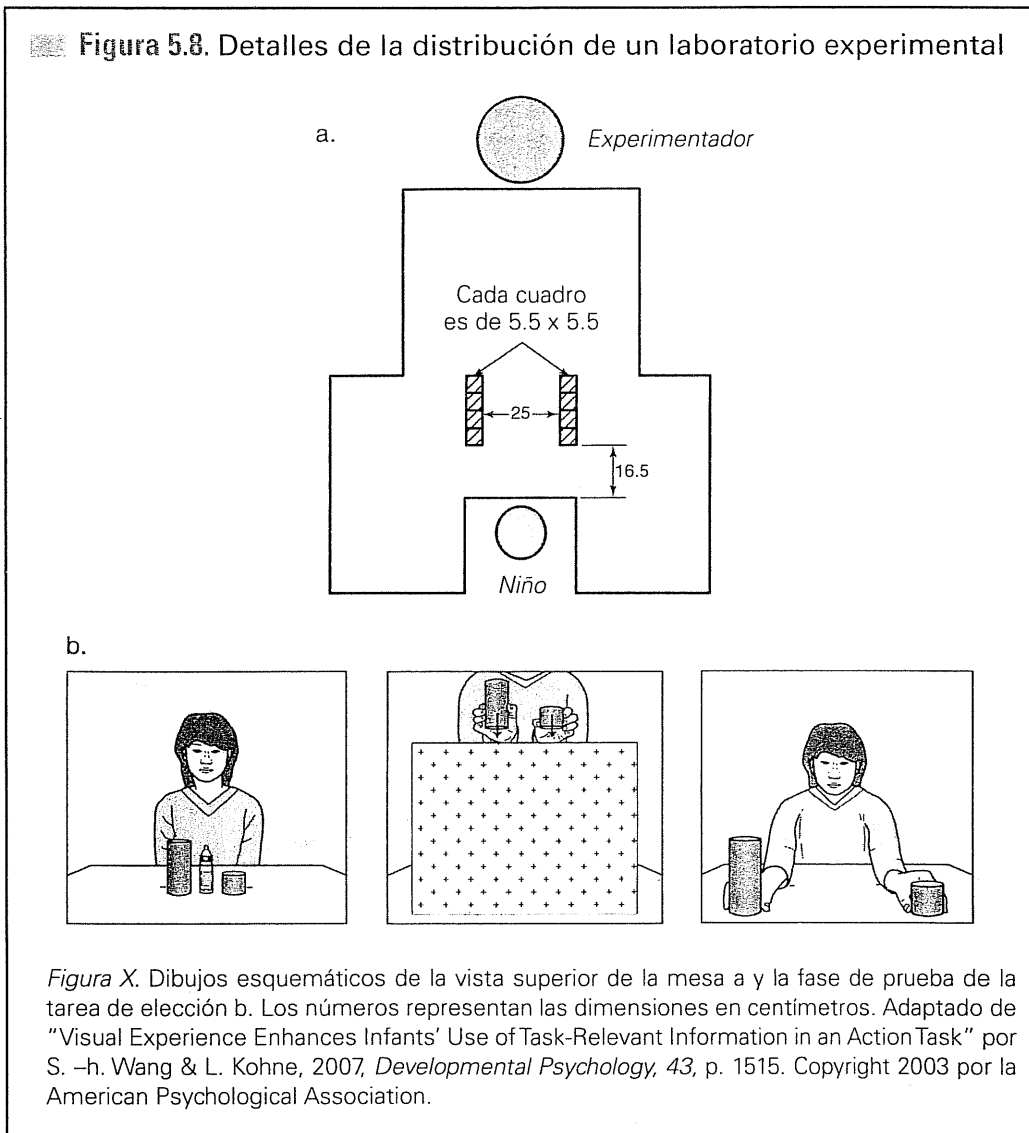 Figura 5.8. Detalles de la distribución de un laboratorio experimental
a.
Experimentador
Cada cuadro
es de 5.5 x 5.5
25
16.5
Niño
b.
Figura X. Dibujos esquemáticos de la vista superior de la mesa a y la fase de prueba de la
tarea de elección b. Los números representan las dimensiones en centímetros. Adaptado de
"Visual Experience Enhances Infants' Use of Task-Relevant Information in an Action Task" por
S. –h. Wang & L. Kohne, 2007, Developmental Psychology, 43, p. 1515. Copyright 2003 por la
American Psychological Association.